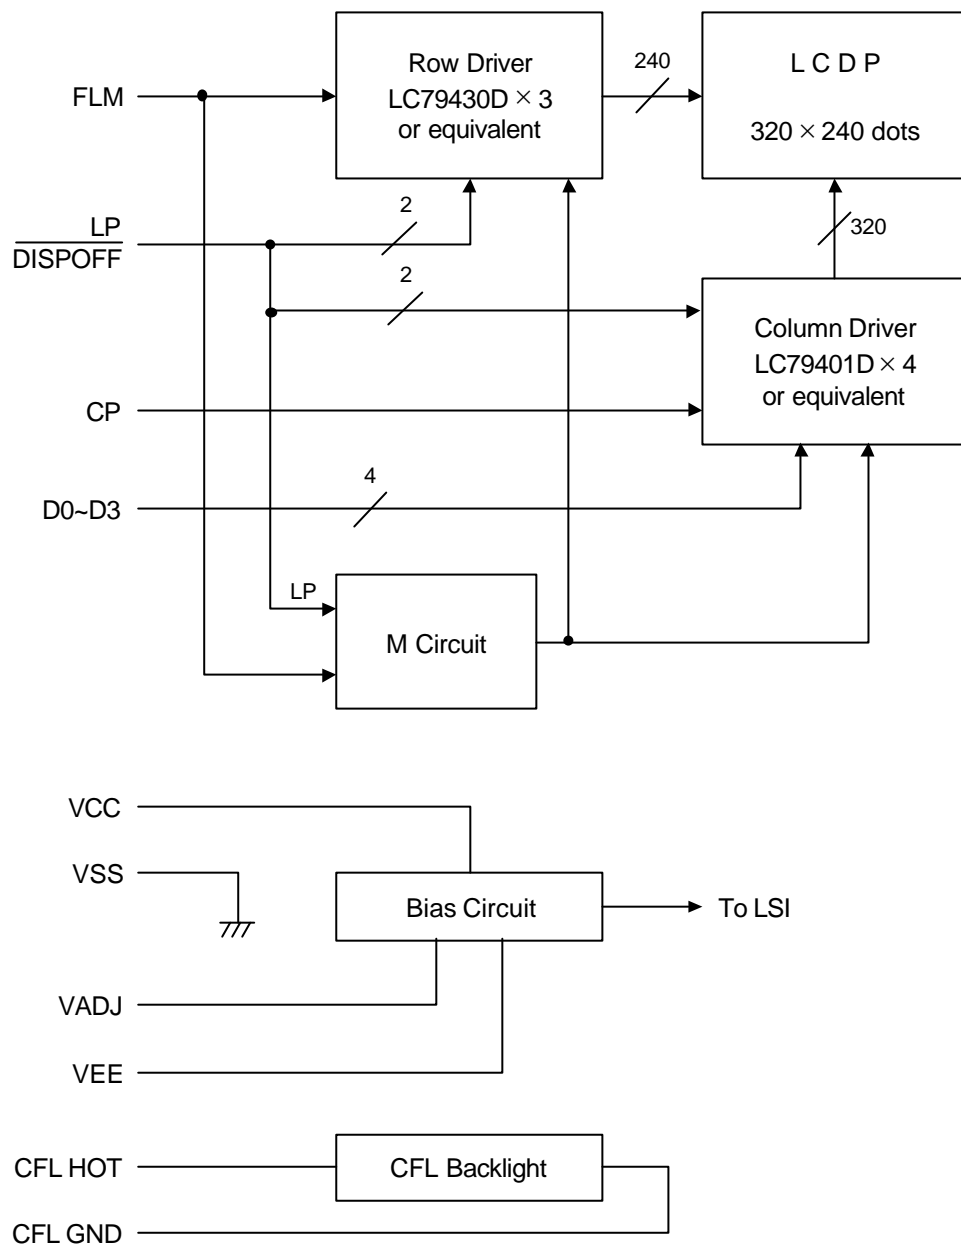 Row Driver
LC79430D × 3
or equivalent
240
L C D P
320 × 240 dots
FLM
2
LP
DISPOFF
320
2
Column Driver
LC79401D × 4
or equivalent
CP
4
D0~D3
LP
M Circuit
VCC
VSS
Bias Circuit
To LSI
VADJ
VEE
CFL HOT
CFL Backlight
CFL GND